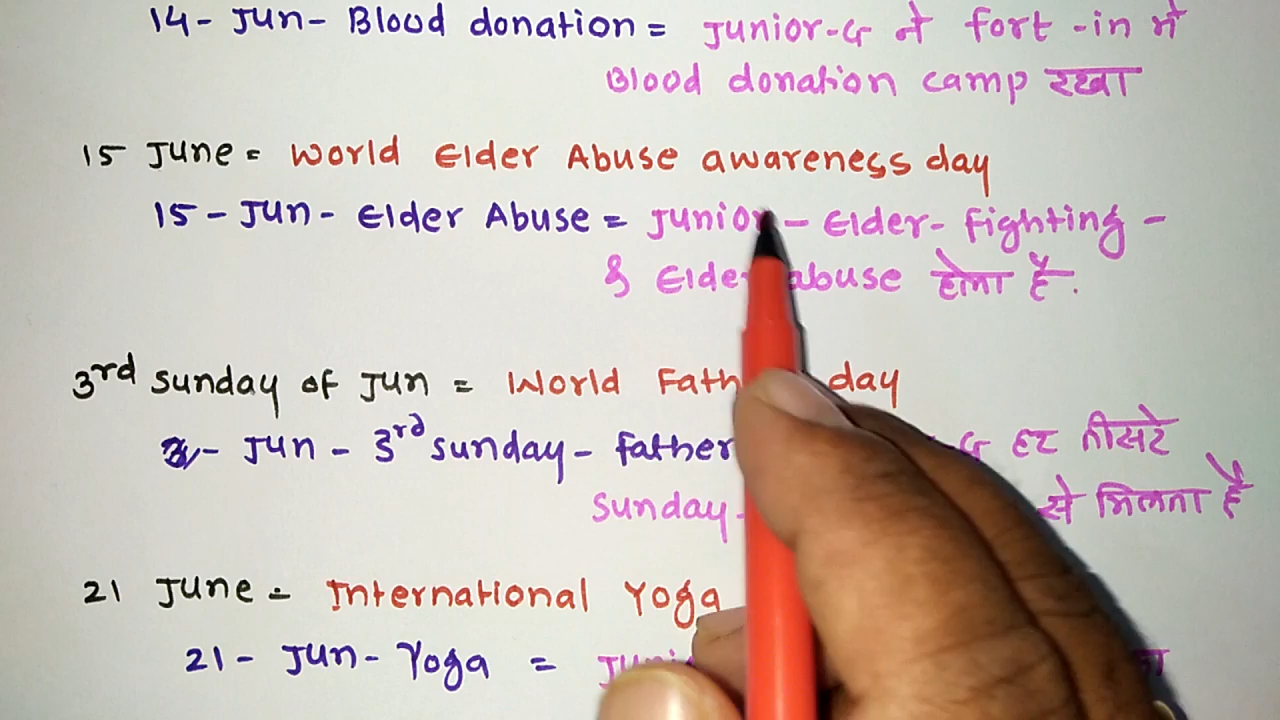 14- Jun- Blood donation = Junior-G ने fort -in में
Blood donation camp रखा
15 June = World Elder Abuse awareness day
15 - Jun - Elder Abuse = Junior - Elder- fighting -
& Elder abuse होता है.
3rd sunday of Jun = World day
- Jun - 3rd sunday - father हर तीसरे
Sunday- से मिलता है
21 June = International Yoga
21 - Jun - Yoga =